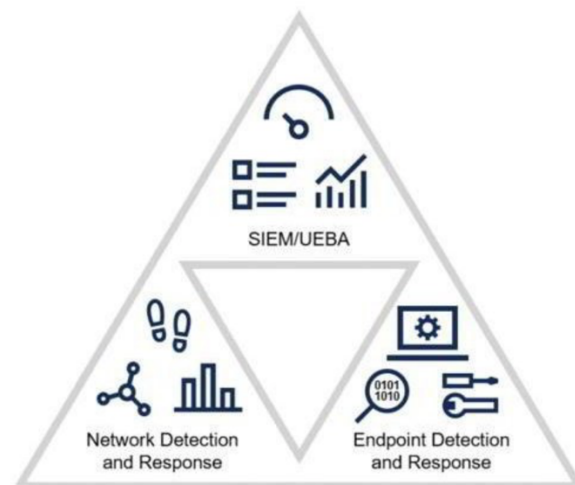 SIEM/UEBA
0101
1010
Network Detection
and Response
Endpoint Detection
and Response